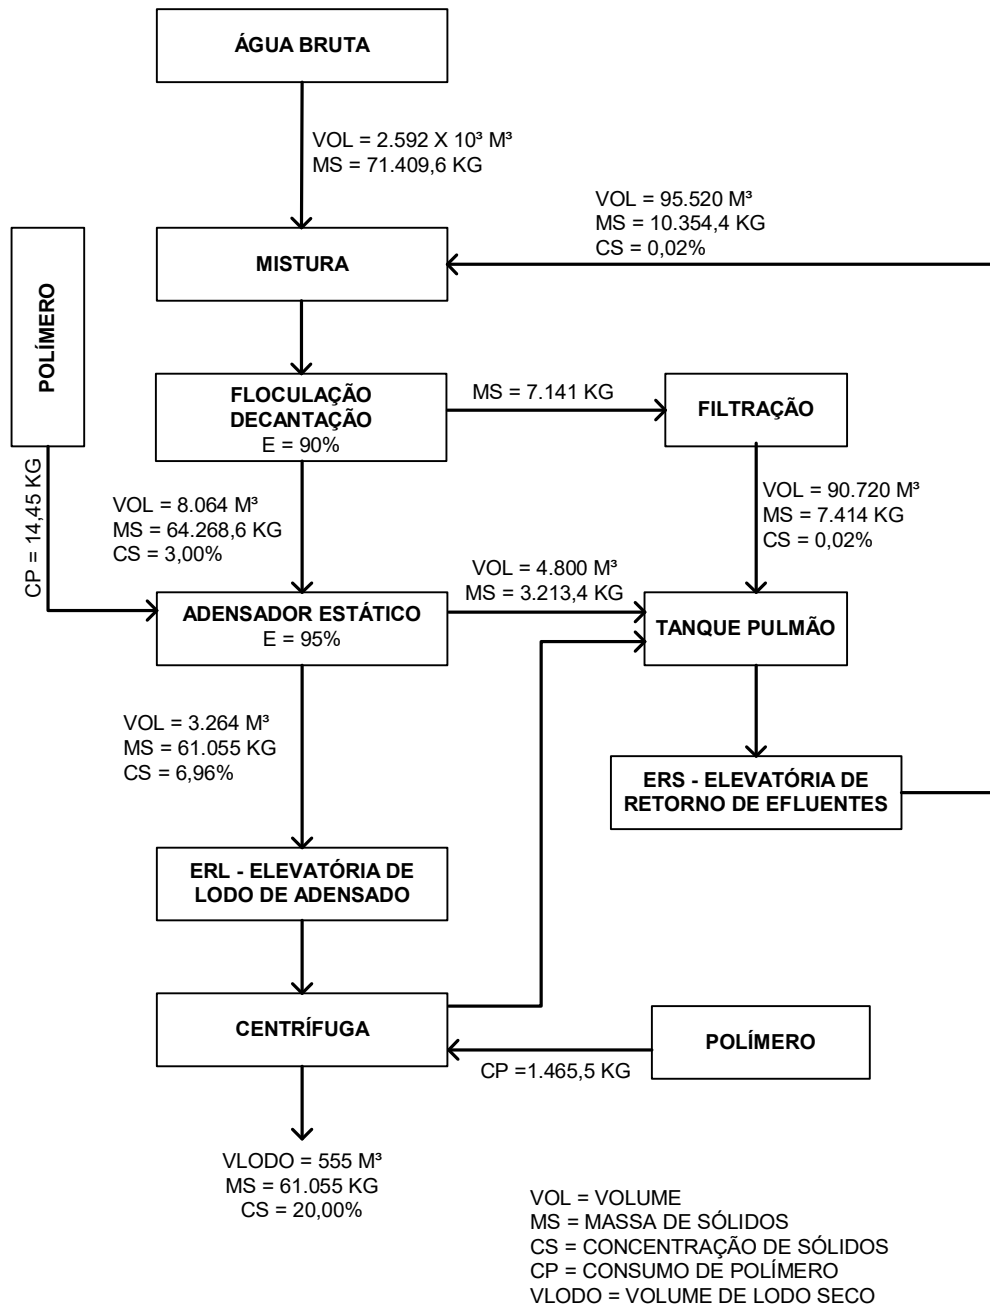 ÁGUA BRUTA
VOL = 2.592 X 10³ M³
MS = 71.409,6 KG
VOL = 95.520 M³
MS = 10.354,4 KG
CS = 0,02%
MISTURA
POLÍMERO
FLOCULAÇÃO
DECANTAÇÃO
E = 90%
MS = 7.141 KG
FILTRAÇÃO
CP = 14,45 KG
VOL = 8.064 M³
MS = 64.268,6 KG
CS = 3,00%
VOL = 90.720 M³
MS = 7.414 KG
CS = 0,02%
VOL = 4.800 M³
MS = 3.213,4 KG
ADENSADOR ESTÁTICO
E = 95%
TANQUE PULMÃO
VOL = 3.264 M³
MS = 61.055 KG
CS = 6,96%
ERS - ELEVATÓRIA DE
RETORNO DE EFLUENTES
ERL - ELEVATÓRIA DE
LODO DE ADENSADO
CENTRÍFUGA
POLÍMERO
CP =1.465,5 KG
VLODO = 555 M³
MS = 61.055 KG
CS = 20,00%
VOL = VOLUME
MS = MASSA DE SÓLIDOS
CS = CONCENTRAÇÃO DE SÓLIDOS
CP = CONSUMO DE POLÍMERO
VLODO = VOLUME DE LODO SECO